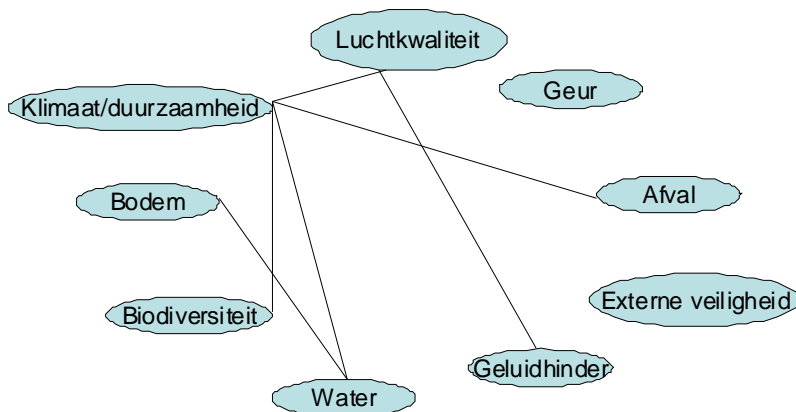 Luchtkwaliteit
Geur
Klimaat/duurzaamheid
Afval
Bodem
Externe veiligheid
Biodiversiteit
Geluidhinder
Water